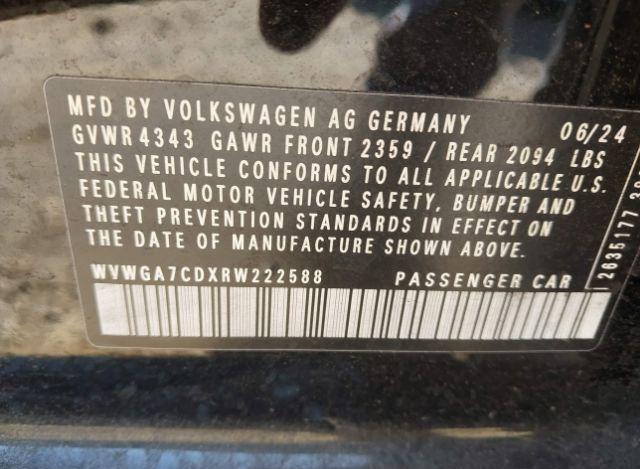 MFD BY VOLKSWAGEN AG GERMANY 06/24
GVWR 4343 GAWR FRONT 2359 / REAR 2094 LBS
THIS VEHICLE CONFORMS TO ALL APPLICABLE U.S.
FEDERAL MOTOR VEHICLE SAFETY, BUMPER AND
THEFT PREVENTION STANDARDS IN EFFECT ON
THE DATE OF MANUFACTURE SHOWN ABOVE.
WVWGA7CDXRW222588 PASSENGER CAR
2635177